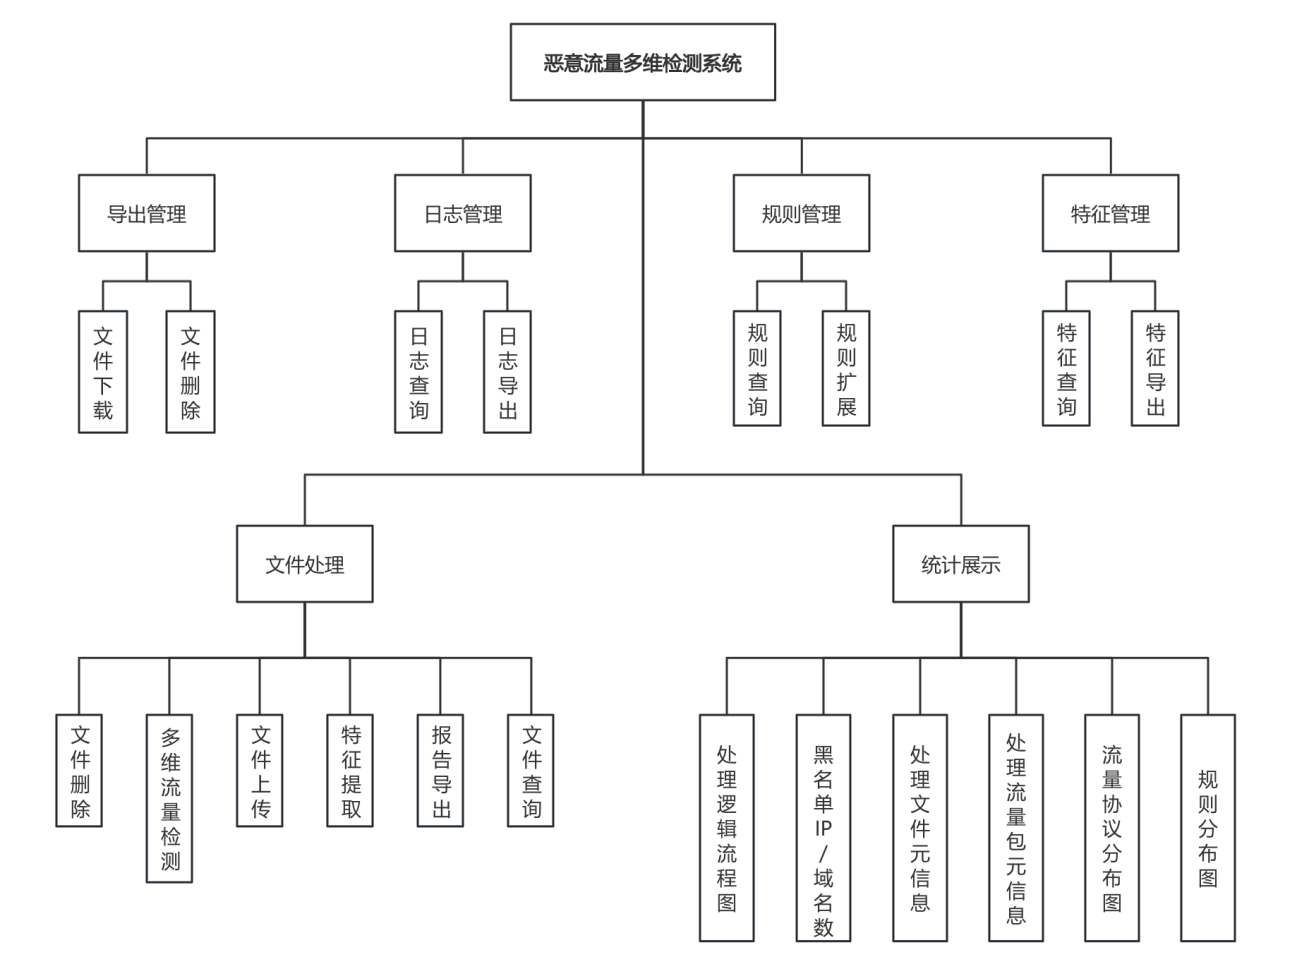 恶意流量多维检测系统
导出管理
日志管理
规则管理
特征管理
文件下载
文件删除
日志查询
日志导出
规则查询
规则扩展
特征查询
特征导出
文件处理
统计展示
文件删除
多维流量检测
文件上传
特征提取
报告导出
文件查询
处理逻辑流程图
黑名单IP/域名数
处理文件元信息
处理流量包元信息
流量协议分布图
规则分布图